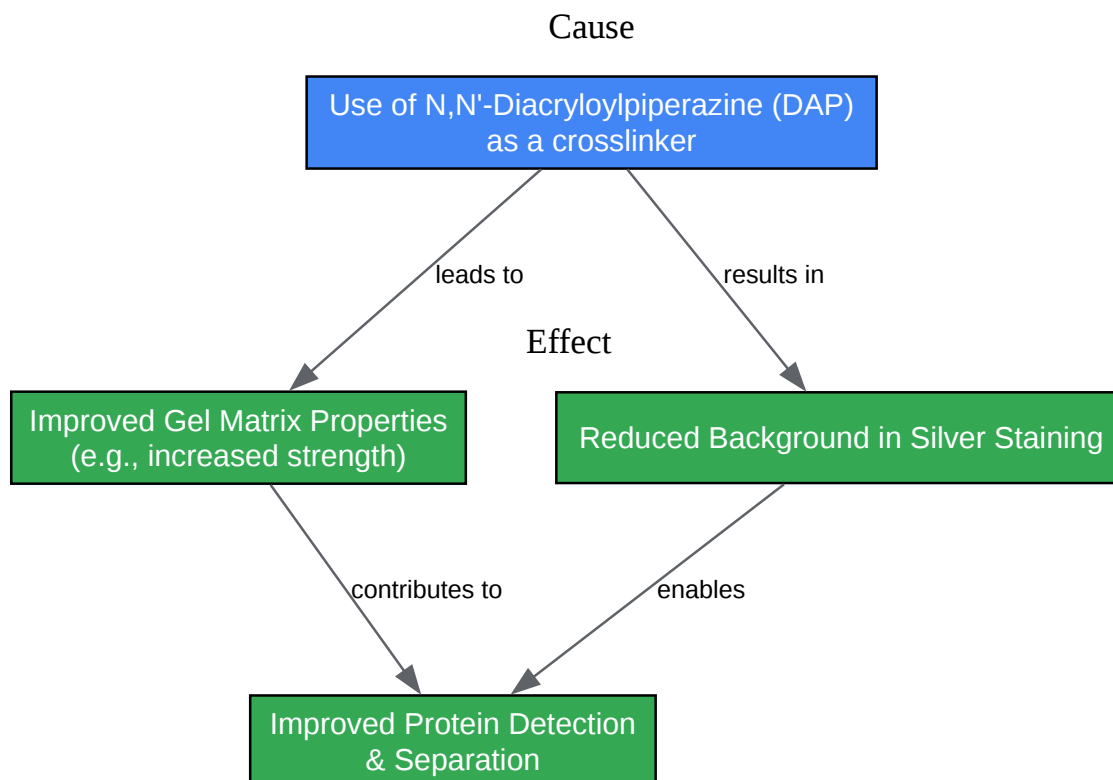 Cause
Use of N,N'-Diacryloylpiperazine (DAP)
as a crosslinker
leads to
results in
Effect
Improved Gel Matrix Properties
(e.g., increased strength)
Reduced Background in Silver Staining
contributes to
enables
Improved Protein Detection
& Separation